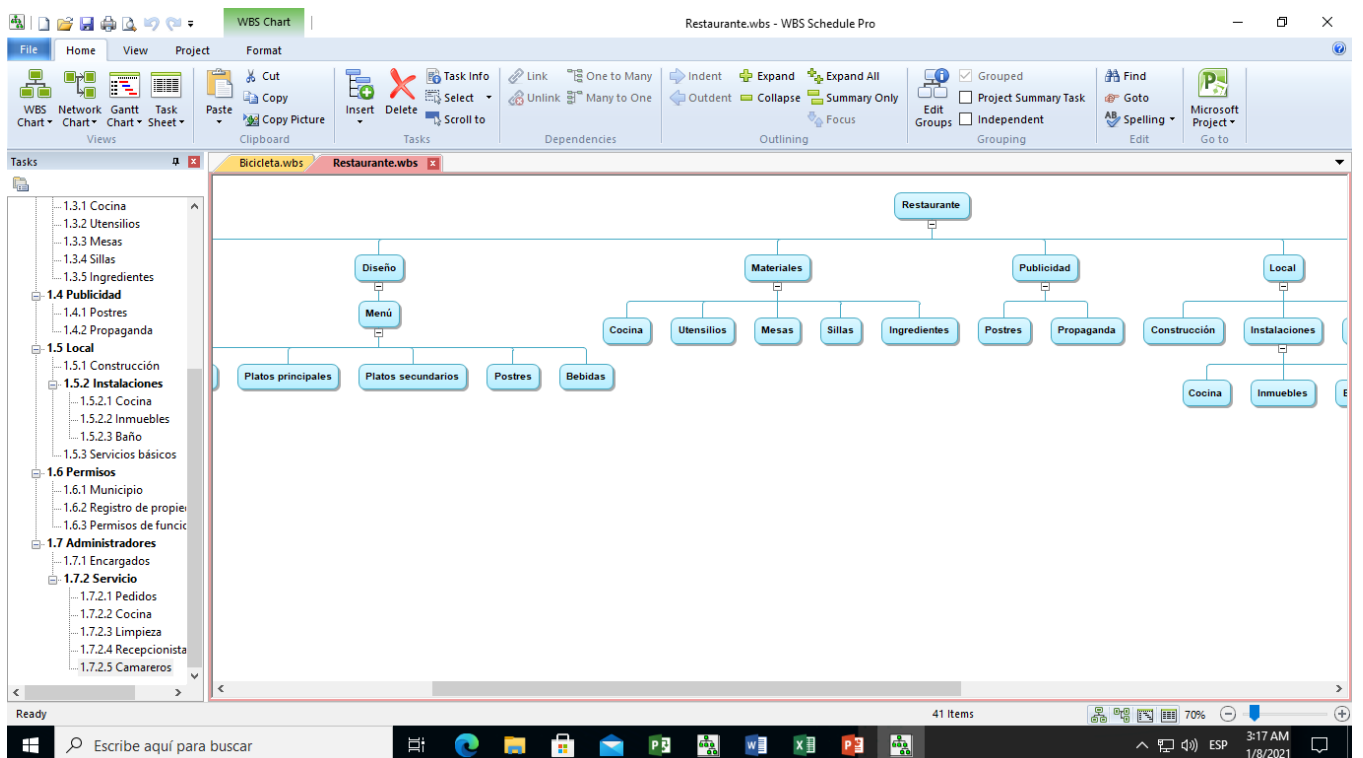 WBS Chart
Restaurante.wbs - WBS Schedule Pro
File Home View Project Format
WBS Chart
Network Chart
Gantt Chart
Task Sheet
Views
Paste
Cut
Copy
Copy Picture
Clipboard
Insert
Delete
Task Info
Select
Scroll to
Tasks
Link
Unlink
One to Many
Many to One
Dependencies
Indent
Outdent
Expand
Collapse
Expand All
Summary Only
Focus
Outlining
Edit Groups
Grouped
Project Summary Task
Independent
Grouping
Find
Goto
Spelling
Edit
Microsoft Project
Go to
Tasks
Bicicleta.wbs
Restaurante.wbs
1.3.1 Cocina
1.3.2 Utensilios
1.3.3 Mesas
1.3.4 Sillas
1.3.5 Ingredientes
1.4 Publicidad
1.4.1 Postres
1.4.2 Propaganda
1.5 Local
1.5.1 Construcción
1.5.2 Instalaciones
1.5.2.1 Cocina
1.5.2.2 Inmuebles
1.5.2.3 Baño
1.5.3 Servicios básicos
1.6 Permisos
1.6.1 Municipio
1.6.2 Registro de
1.6.3 Permisos de
1.7 Administradores
1.7.1 Encargados
1.7.2 Servicio
1.7.2.1 Pedidos
1.7.2.2 Cocina
1.7.2.3 Limpieza
1.7.2.4 Recepcionista
1.7.2.5 Camareros
Restaurante
Diseño Materiales Publicidad Local
Menú
Cocina Utensilios Mesas Sillas Ingredientes Postres Propaganda Construcción Instalaciones
Platos principales Platos secundarios Postres Bebidas
Cocina Inmuebles
Ready
41 Items
70%
Escribe aquí para buscar
ESP
3:17 AM
1/8/2021